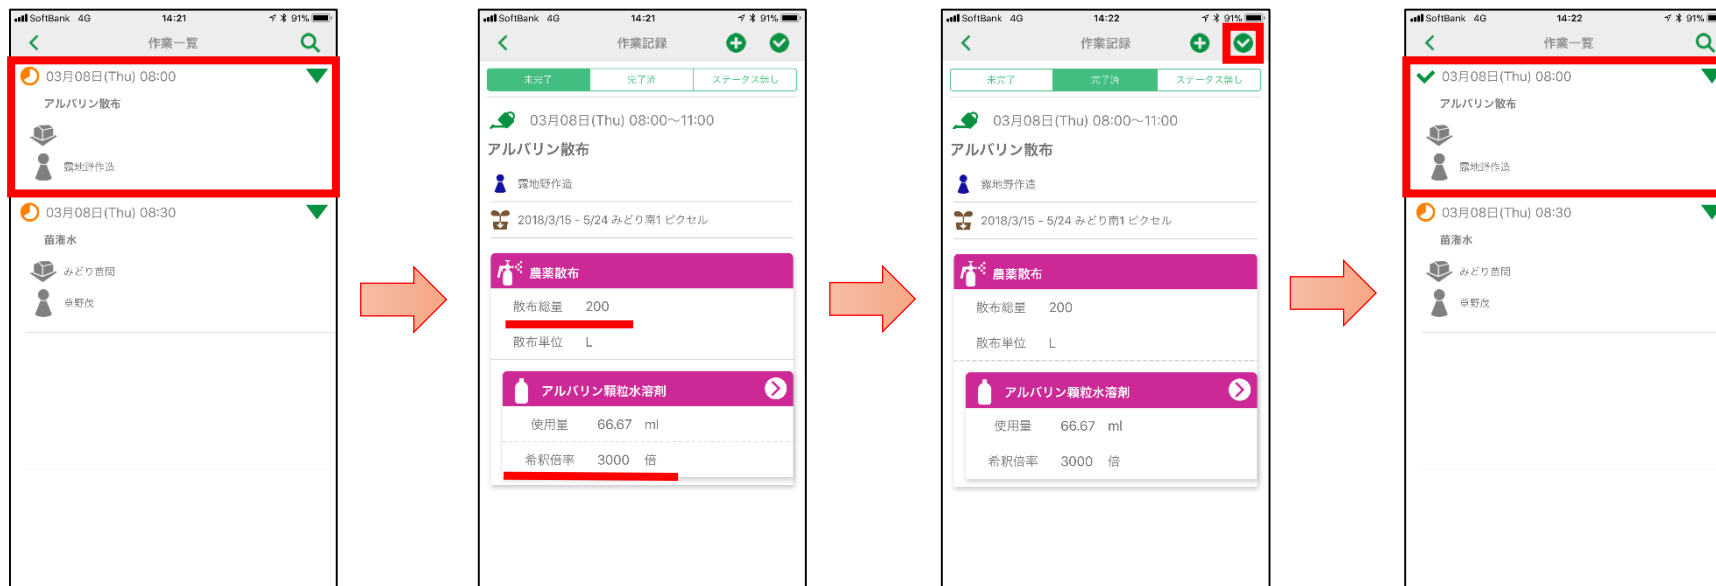 SoftBank 4G 14:21 91%
作業一覧
03月08日(Thu) 08:00
アルバリン散布
露地野作造
03月08日(Thu) 08:30
苗潅水
みどり苗間
草野茂
SoftBank 4G 14:21 91%
作業記録
未完了 完了済 ステータス無し
03月08日(Thu) 08:00～11:00
アルバリン散布
露地野作造
2018/3/15 - 5/24 みどり南1 ピクセル
農薬散布
散布総量 200
散布単位 L
アルバリン顆粒水溶剤
使用量 66.67 ml
希釈倍率 3000 倍
SoftBank 4G 14:22 91%
作業記録
未完了 完了済 ステータス無し
03月08日(Thu) 08:00～11:00
アルバリン散布
露地野作造
2018/3/15 - 5/24 みどり南1 ピクセル
農薬散布
散布総量 200
散布単位 L
アルバリン顆粒水溶剤
使用量 66.67 ml
希釈倍率 3000 倍
SoftBank 4G 14:22 91%
作業一覧
03月08日(Thu) 08:00
アルバリン散布
露地野作造
03月08日(Thu) 08:30
苗潅水
みどり苗間
草野茂